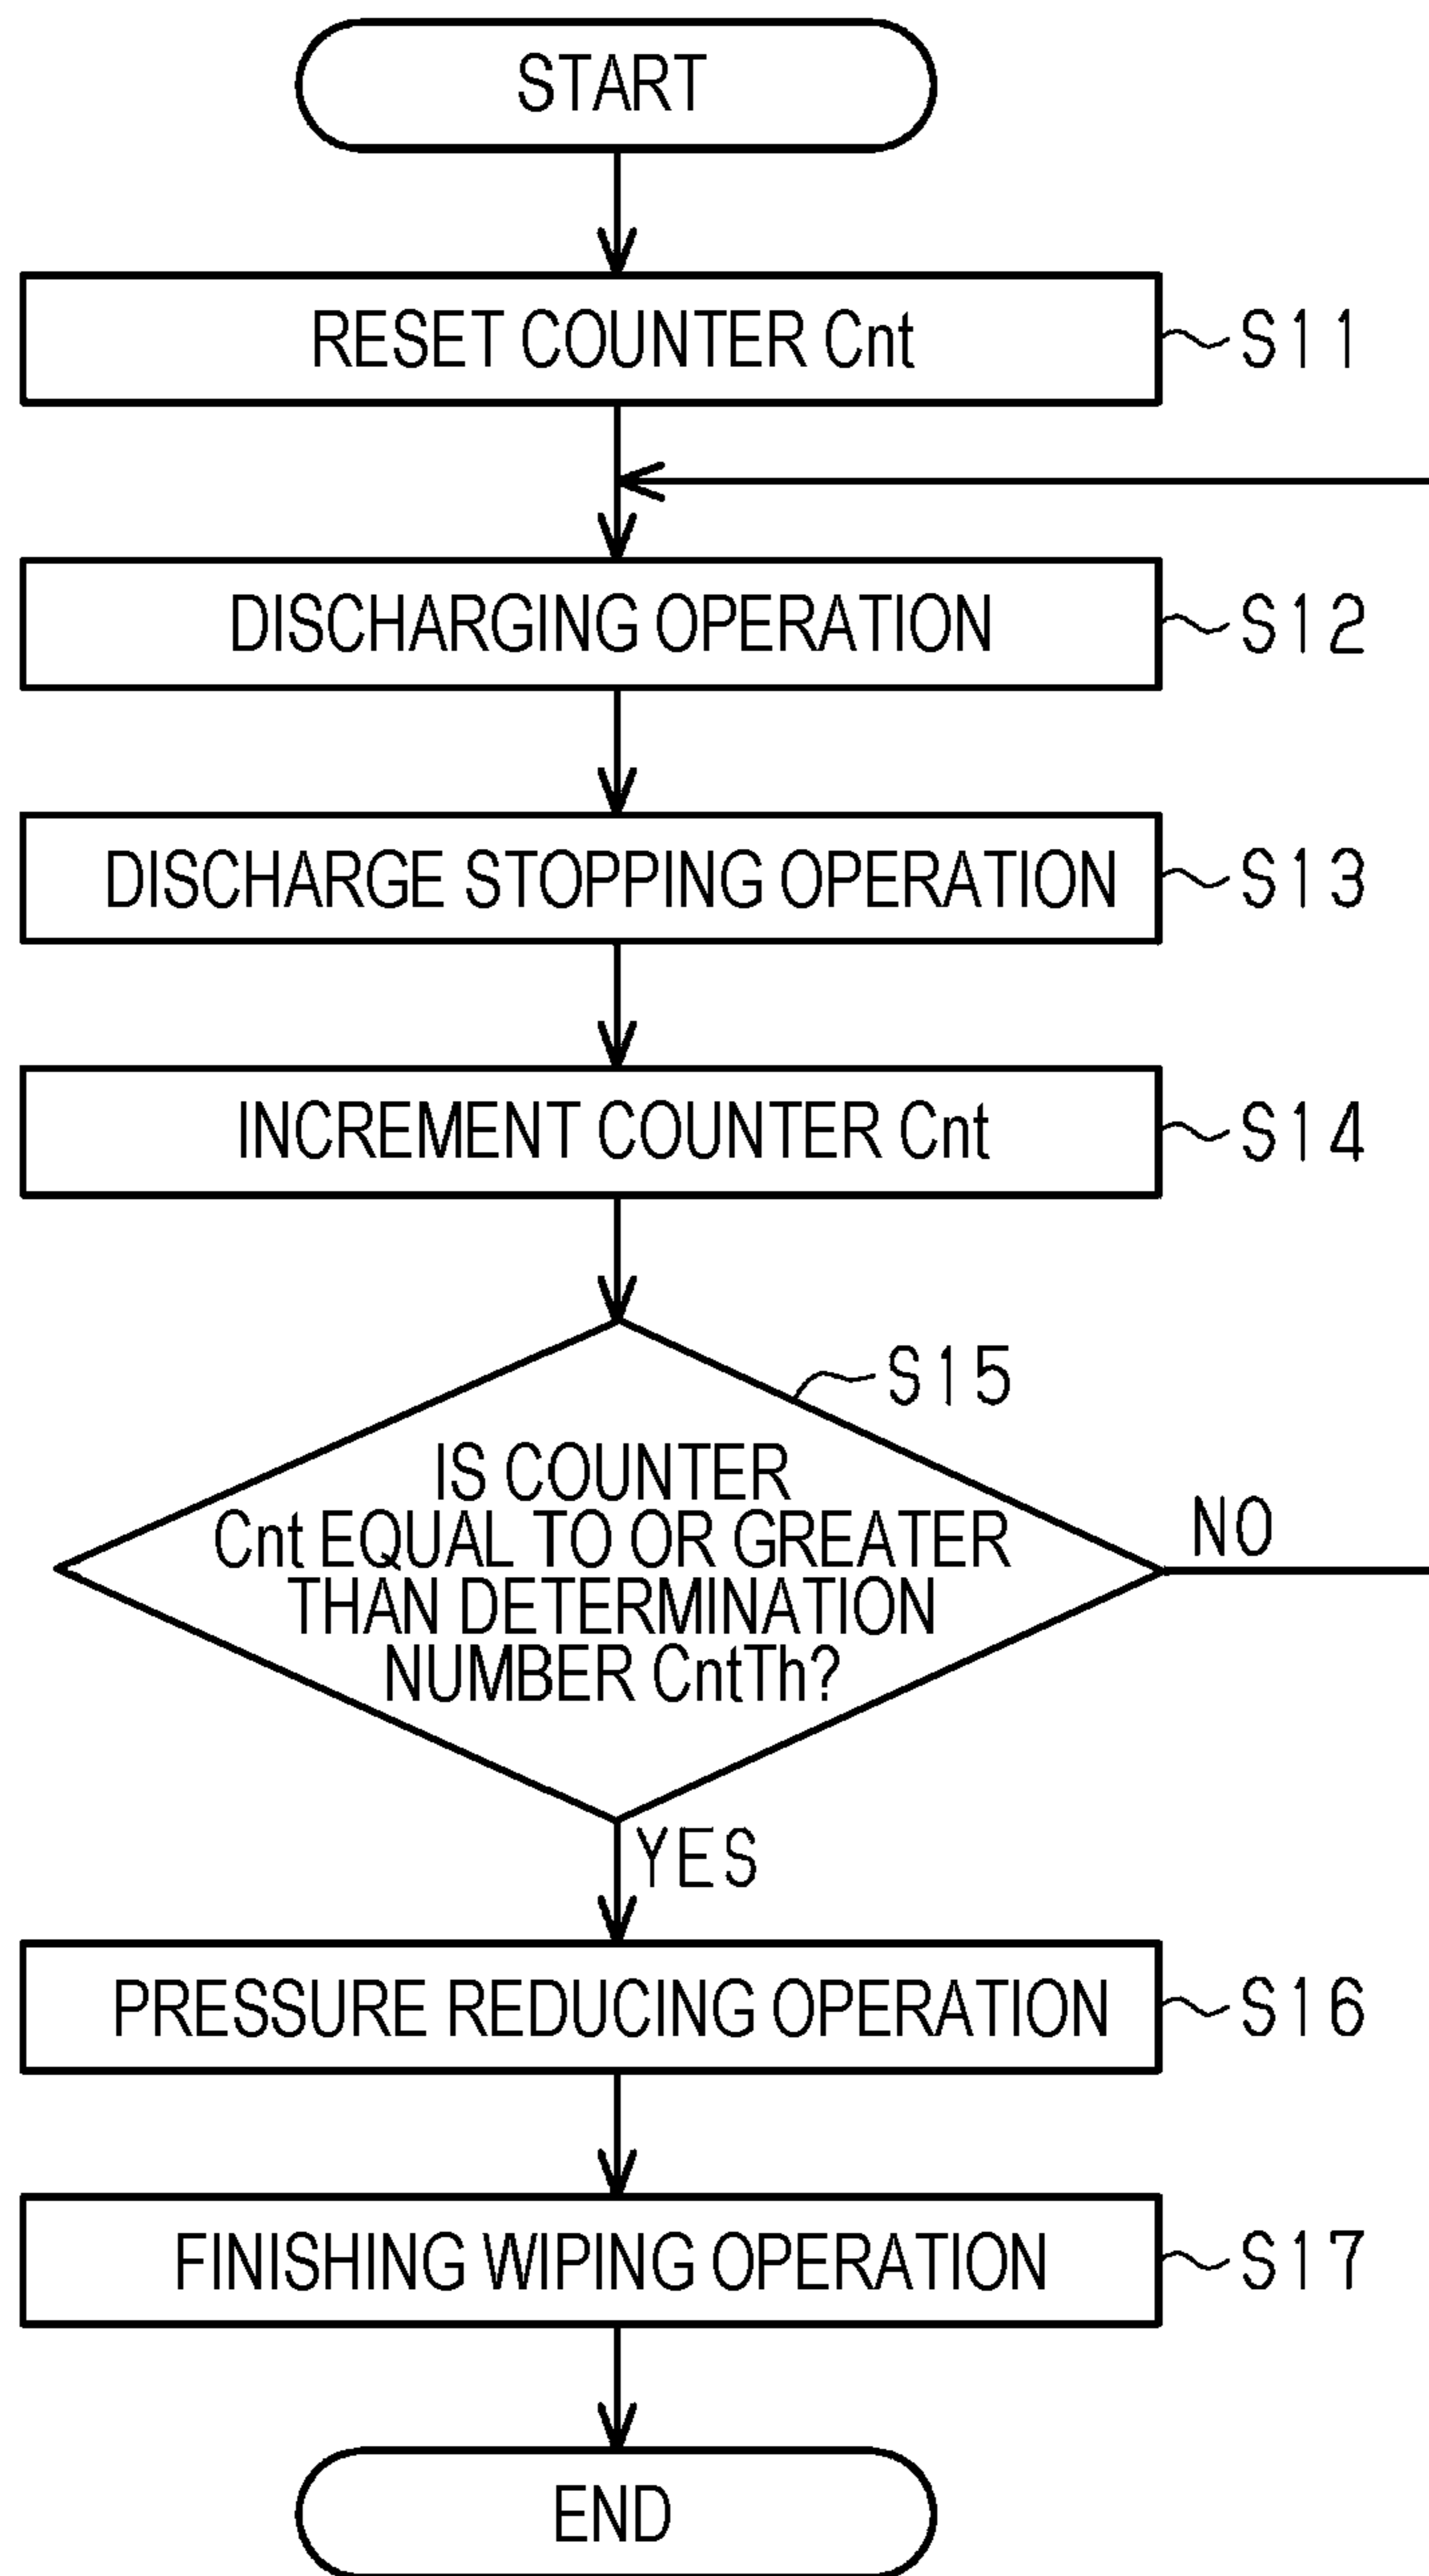 START
RESET COUNTER Cnt
S11
DISCHARGING OPERATION
S12
DISCHARGE STOPPING OPERATION
S13
INCREMENT COUNTER Cnt
S14
S15
IS COUNTER
Cnt EQUAL TO OR GREATER
THAN DETERMINATION
NUMBER CntTh?
NO
YES
PRESSURE REDUCING OPERATION
S16
FINISHING WIPING OPERATION
S17
END